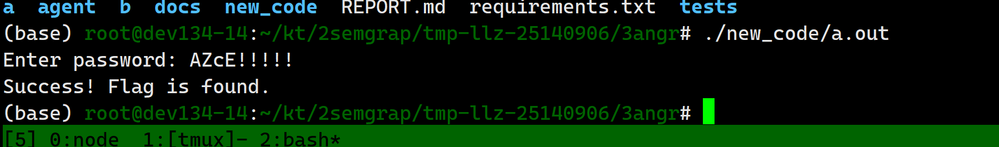 a  agent  b  docs  new_code  REPORT.md  requirements.txt  tests
(base) root@dev134-14:~/kt/2semgrap/tmp-llz-25140906/3angr# ./new_code/a.out
Enter password: AZcE!!!!!
Success! Flag is found.
(base) root@dev134-14:~/kt/2semgrap/tmp-llz-25140906/3angr#
[5] 0:node  1:[tmux]- 2:bash*